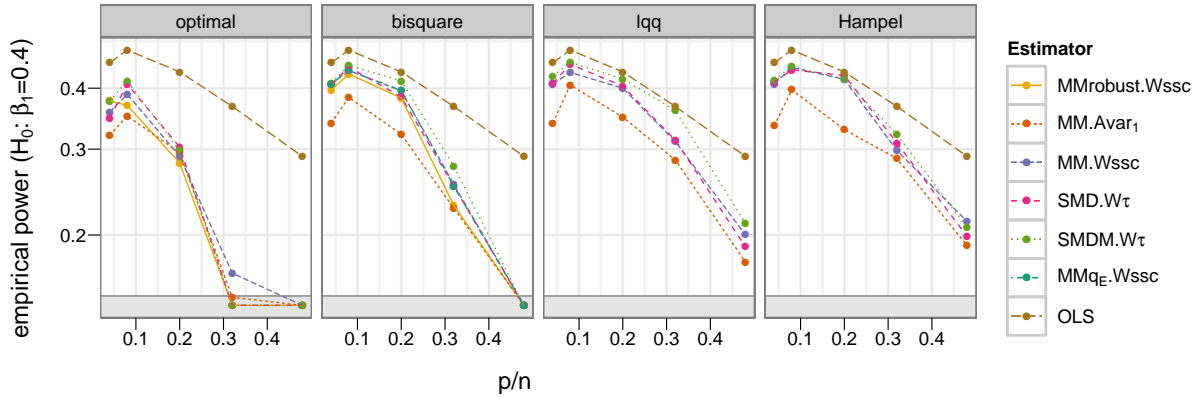 optimal
bisquare
lqq
Hampel
empirical power (H₀: β₁=0.4)
0.4
0.3
0.2
0.1 0.2 0.3 0.4
0.1 0.2 0.3 0.4
0.1 0.2 0.3 0.4
0.1 0.2 0.3 0.4
p/n
Estimator
MMrobust.Wssc
MM.Avar₁
MM.Wssc
SMD.Wτ
SMDM.Wτ
MMqE.Wssc
OLS